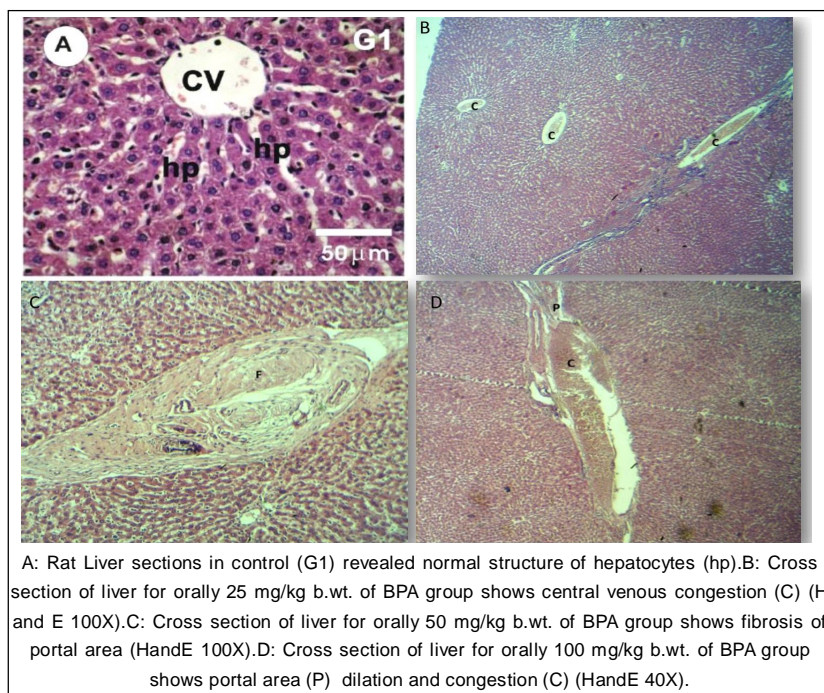 A
G1
CV
hp
hp
50 μm
B
C
C
C
C
F
D
P
C
A: Rat Liver sections in control (G1) revealed normal structure of hepatocytes (hp).B: Cross
section of liver for orally 25 mg/kg b.wt. of BPA group shows central venous congestion (C) (H
and E 100X).C: Cross section of liver for orally 50 mg/kg b.wt. of BPA group shows fibrosis of
portal area (HandE 100X).D: Cross section of liver for orally 100 mg/kg b.wt. of BPA group
shows portal area (P) dilation and congestion (C) (HandE 40X).